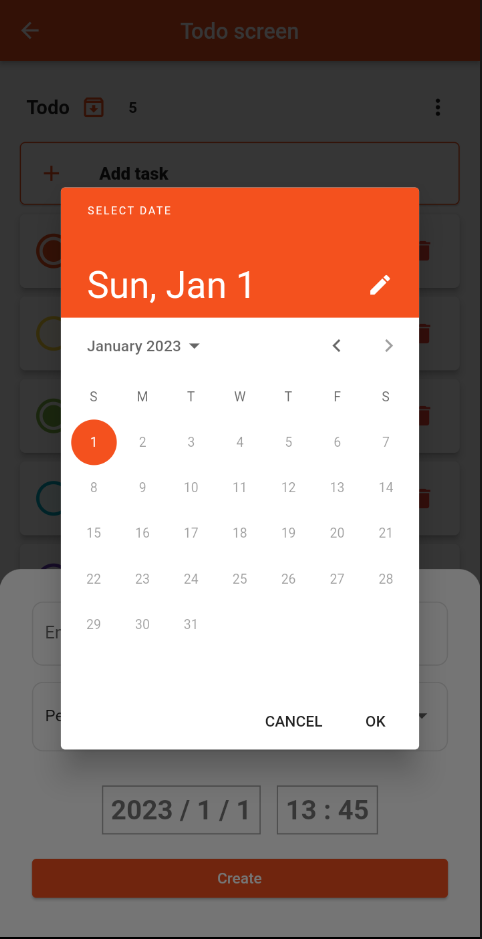 Todo screen
Todo 5
Add task
SELECT DATE
Sun, Jan 1
January 2023
S M T W T F S
1 2 3 4 5 6 7
8 9 10 11 12 13 14
15 16 17 18 19 20 21
22 23 24 25 26 27 28
29 30 31
CANCEL OK
2023 / 1 / 1 13 : 45
Create